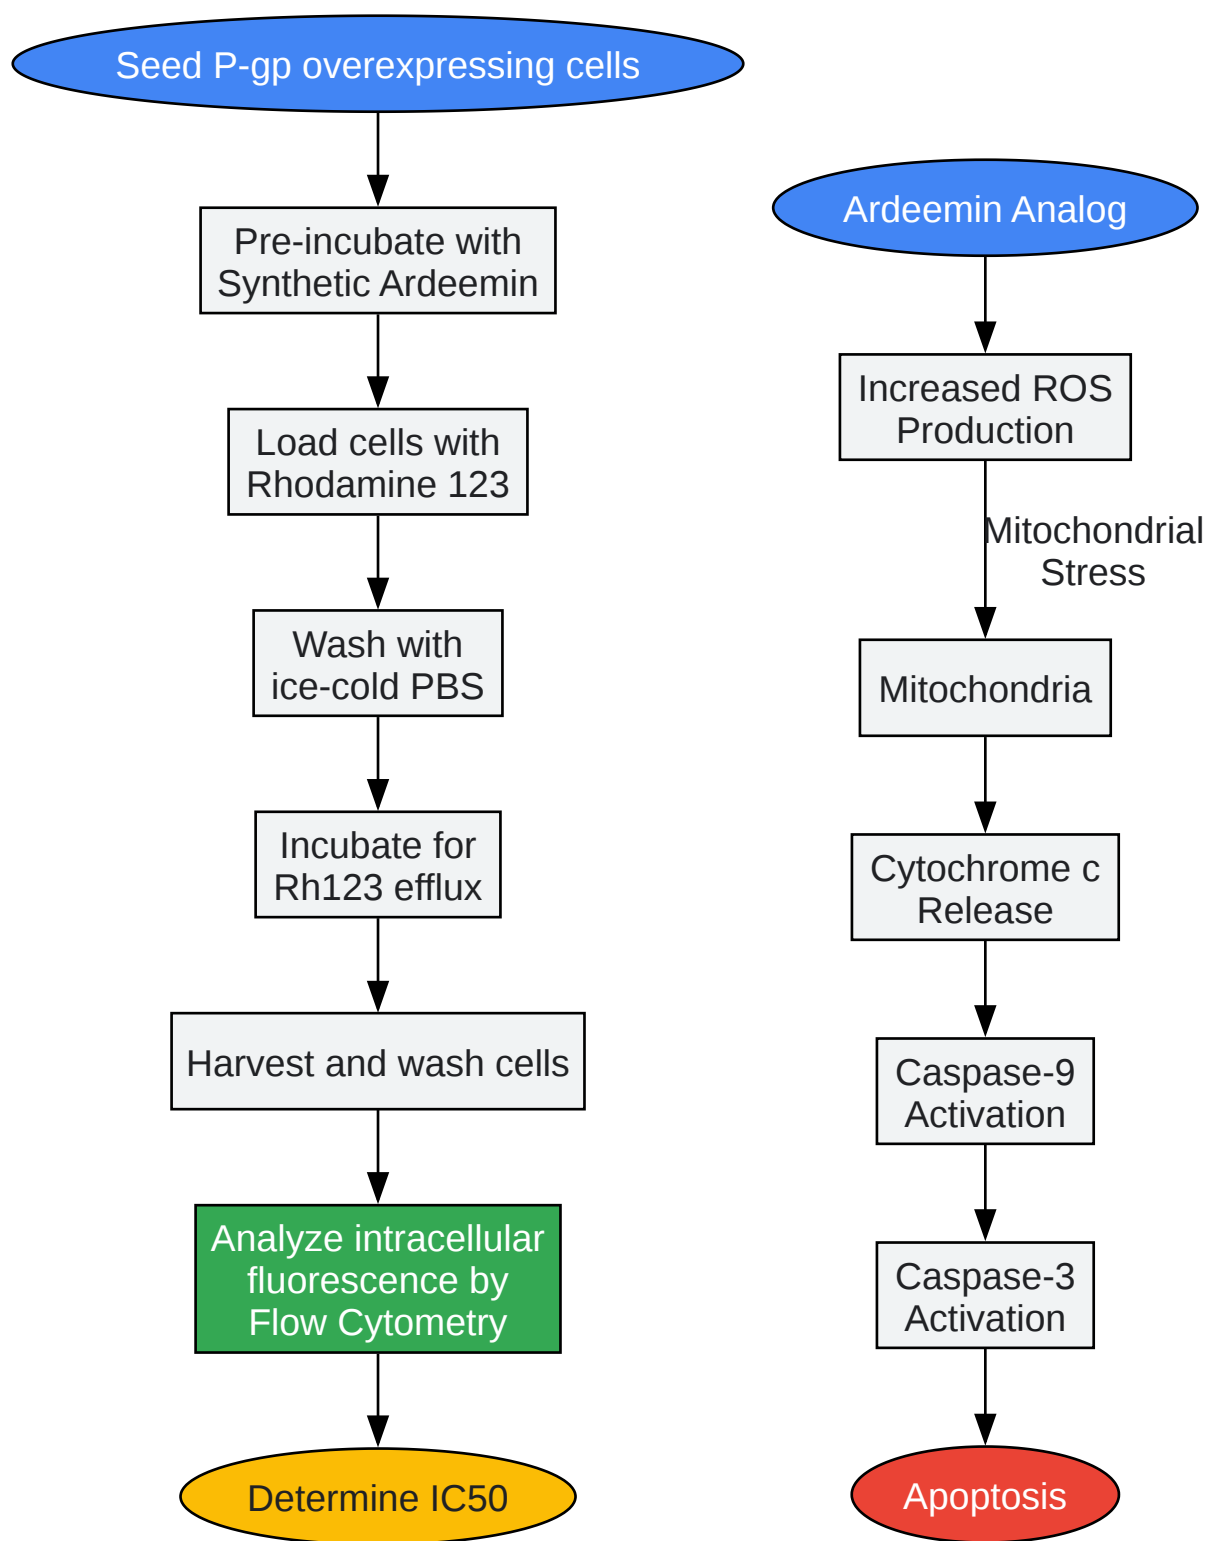 Seed P-gp overexpressing cells
Pre-incubate with
Synthetic Ardeemin
Load cells with
Rhodamine 123
Wash with
ice-cold PBS
Incubate for
Rh123 efflux
Harvest and wash cells
Analyze intracellular
fluorescence by
Flow Cytometry
Determine IC50
Ardeemin Analog
Increased ROS
Production
Mitochondrial
Stress
Mitochondria
Cytochrome c
Release
Caspase-9
Activation
Caspase-3
Activation
Apoptosis